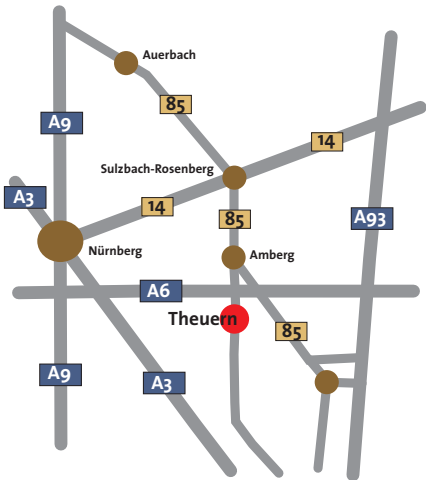 Auerbach
85
A9
14
Sulzbach-Rosenberg
A3
14
85
A93
Nürnberg
Amberg
A6
Theuern
85
A9
A3